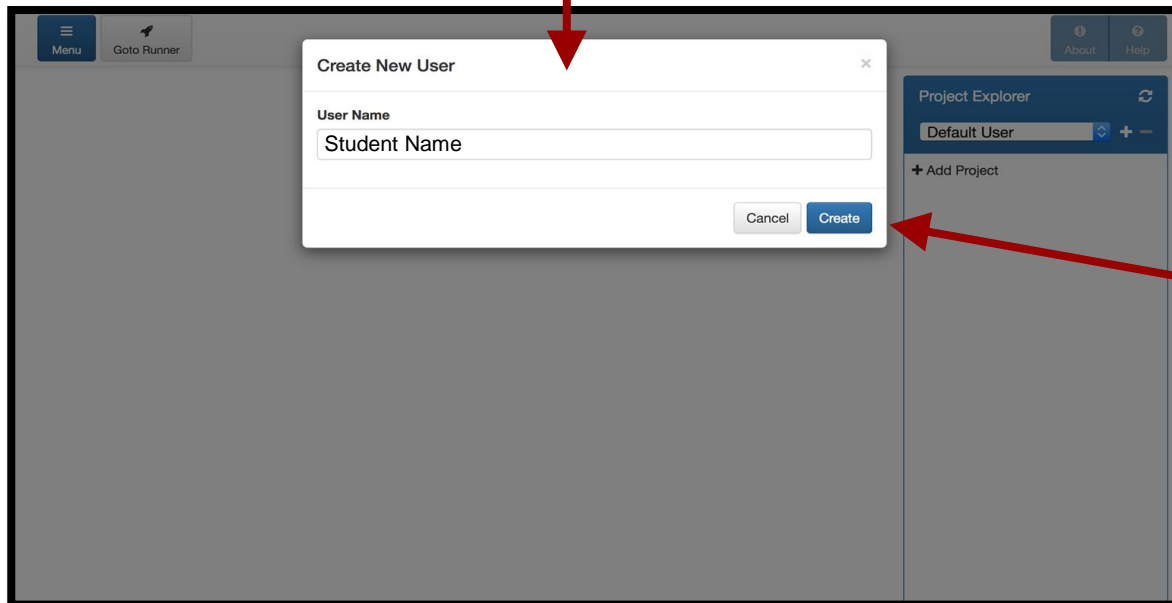 Menu
Goto Runner
About
Help
Create New User
×
User Name
Student Name
Cancel
Create
Project Explorer
Default User
Add Project